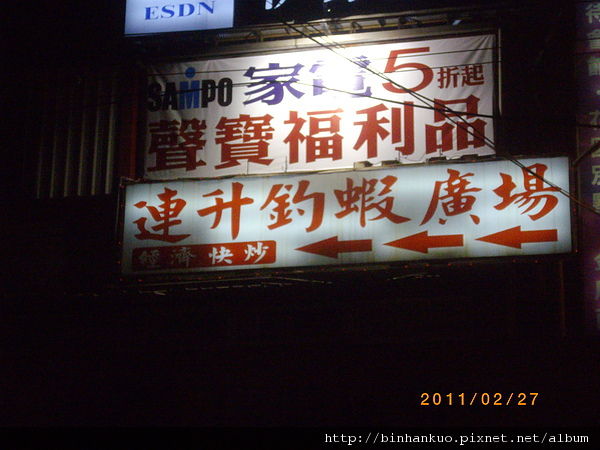 ESDN
SAMPO 家電5折起
聲寶福利品
連升釣蝦廣場
經濟快炒
2011/02/27
http://binhankuo.pixnet.net/album